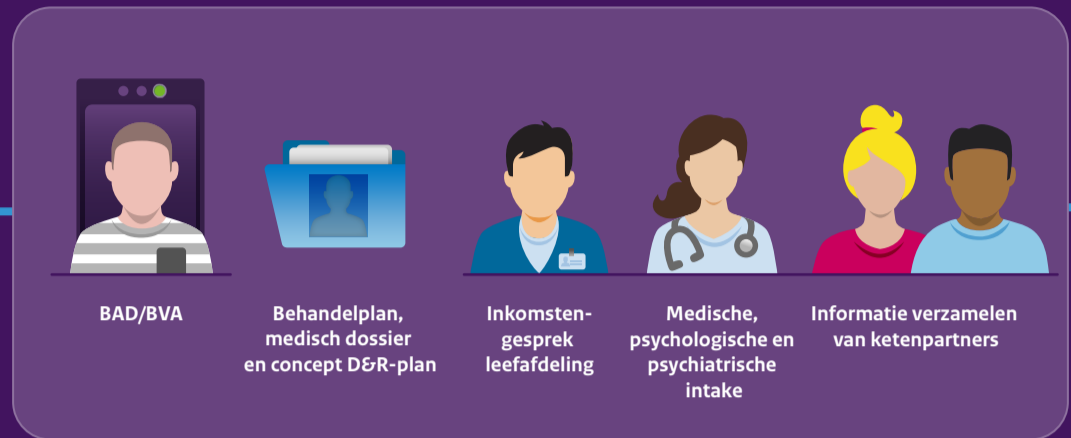 BAD/BVA
Behandelplan,
medisch dossier
en concept D&R-plan
Inkomsten-
gesprek
leefafdeling
Medische,
psychologische en
psychiatrische
intake
Informatie verzamelen
van ketenpartners